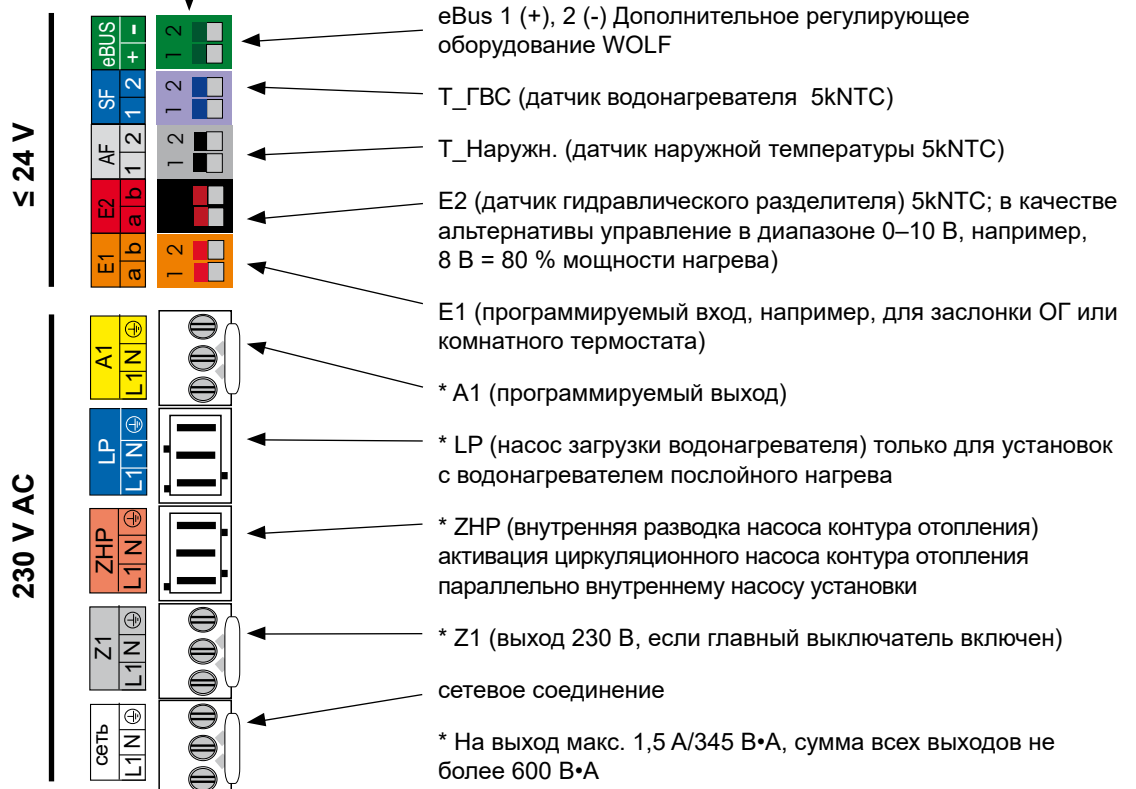 ≤ 24 V
230 V AC
eBUS
+ -
1 2
SF
1 2
1 2
AF
1 2
1 2
E2
a b
E1
a b
1 2
A1
L1 N
LP
L1 N
ZHP
L1 N
Z1
L1 N
сеть
L1 N
eBus 1 (+), 2 (-) Дополнительное регулирующее
оборудование WOLF
Т_ГВС (датчик водонагревателя 5kNTC)
Т_Наружн. (датчик наружной температуры 5kNTC)
E2 (датчик гидравлического разделителя) 5kNTC; в качестве
альтернативы управление в диапазоне 0–10 В, например,
8 В = 80 % мощности нагрева)
E1 (программируемый вход, например, для заслонки ОГ или
комнатного термостата)
* A1 (программируемый выход)
* LP (насос загрузки водонагревателя) только для установок
с водонагревателем послойного нагрева
* ZHP (внутренняя разводка насоса контура отопления)
активация циркуляционного насоса контура отопления
параллельно внутреннему насосу установки
* Z1 (выход 230 В, если главный выключатель включен)
сетевое соединение
* На выход макс. 1,5 A/345 В•А, сумма всех выходов не
более 600 В•А